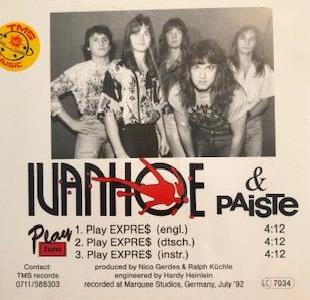 TMS
MUSIC
IVANHOE
& PAiSTE
Play
Expres
1. Play EXPRE$ (engl.) 4:12
2. Play EXPRE$ (dtsch.) 4:12
3. Play EXPRE$ (instr.) 4:12
Contact:
TMS records
0711/588303
produced by Nico Gerdes & Ralph Küchle
engineered by Hardy Heinlein
recorded at Marquee Studios, Germany, July '92
LC 7034